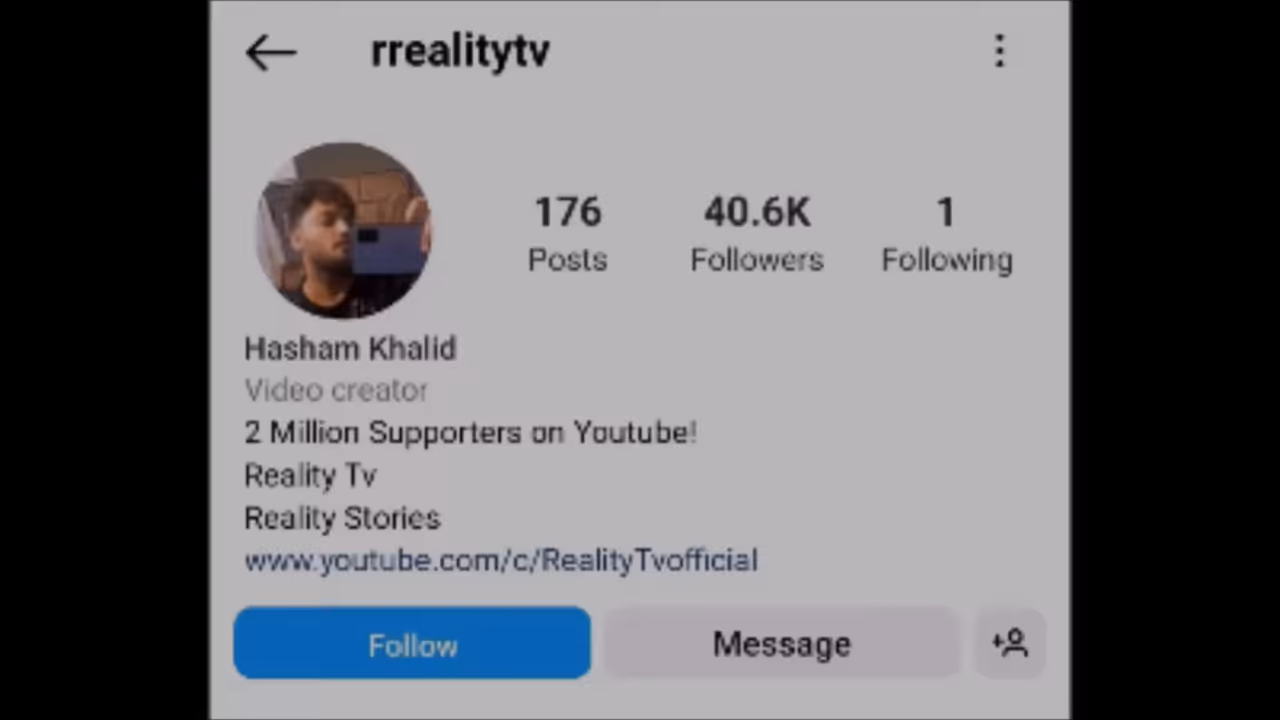 rrealitytv
176 40.6K 1
Posts Followers Following
Hasham Khalid
Video creator
2 Million Supporters on Youtube!
Reality Tv
Reality Stories
www.youtube.com/c/RealityTvofficial
Follow Message